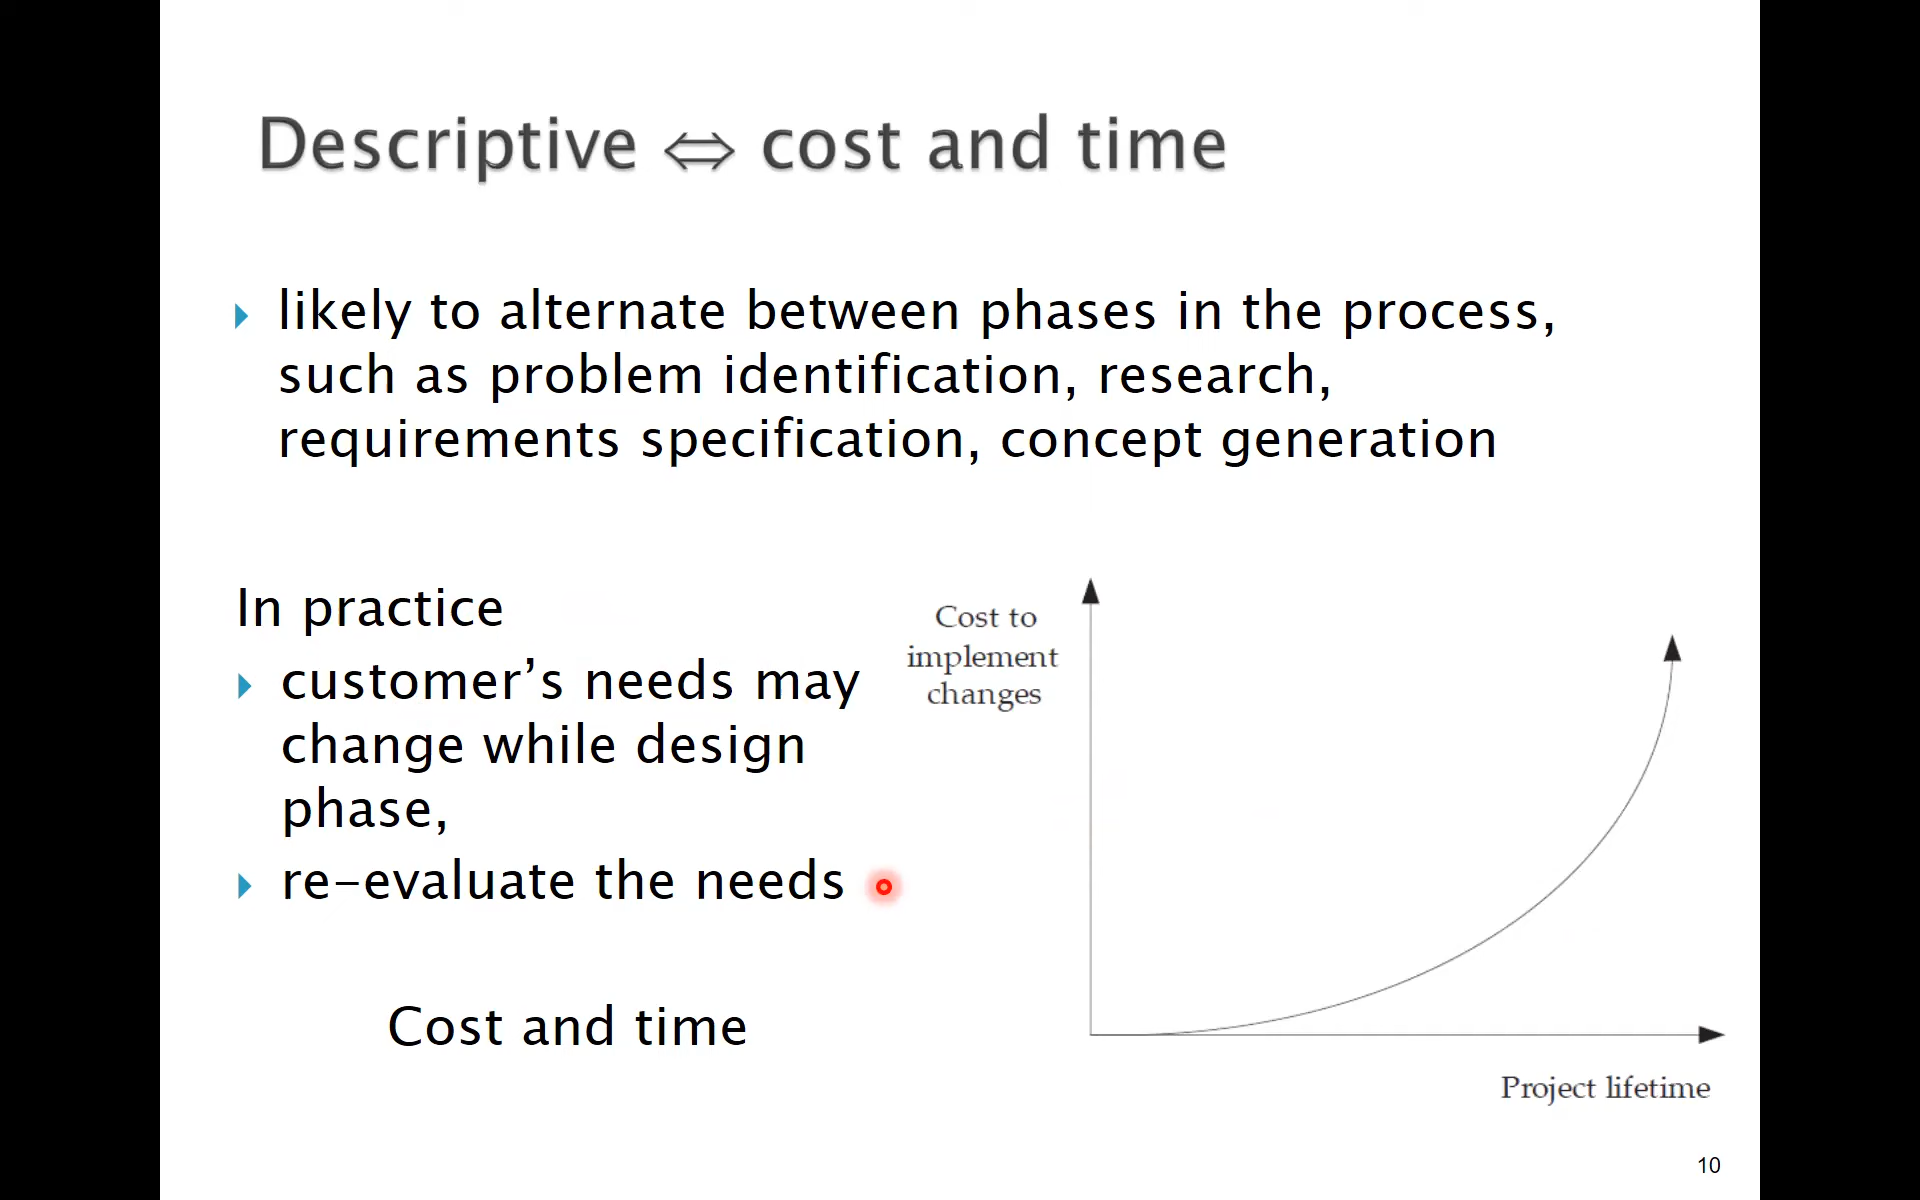 Descriptive ⇔ cost and time
likely to alternate between phases in the process,
such as problem identification, research,
requirements specification, concept generation
In practice
customer’s needs may
change while design
phase,
re-evaluate the needs
Cost and time
Cost to
implement
changes
Project lifetime
10